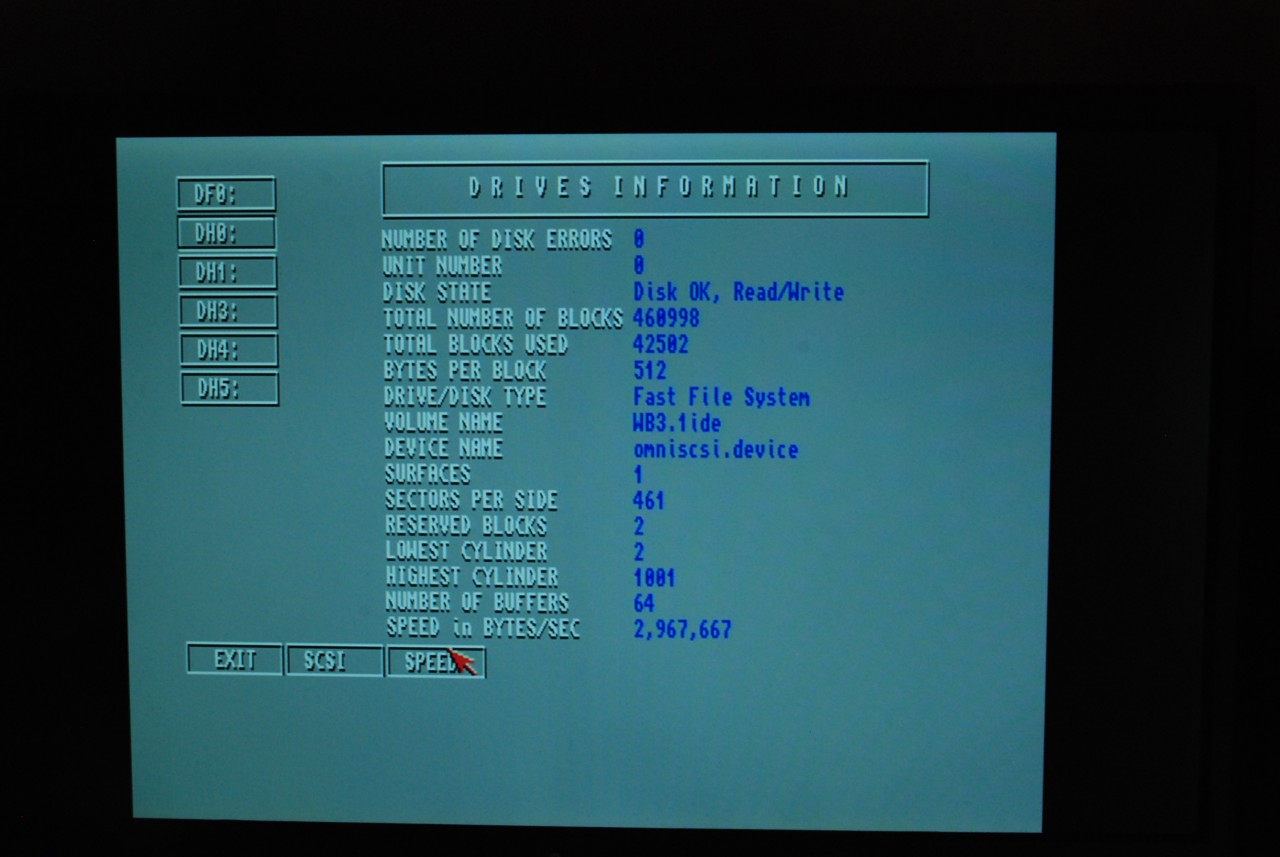 DRIVES INFORMATION
DF0:
DH0:
DH1:
DH3:
DH4:
DH5:
NUMBER OF DISK ERRORS 0
UNIT NUMBER 0
DISK STATE Disk OK, Read/Write
TOTAL NUMBER OF BLOCKS 460998
TOTAL BLOCKS USED 42502
BYTES PER BLOCK 512
DRIVE/DISK TYPE Fast File System
VOLUME NAME WB3.1ide
DEVICE NAME omniscsi.device
SURFACES 1
SECTORS PER SIDE 461
RESERVED BLOCKS 2
LOWEST CYLINDER 2
HIGHEST CYLINDER 1001
NUMBER OF BUFFERS 64
SPEED in BYTES/SEC 2,967,667
EXIT SCSI SPEED